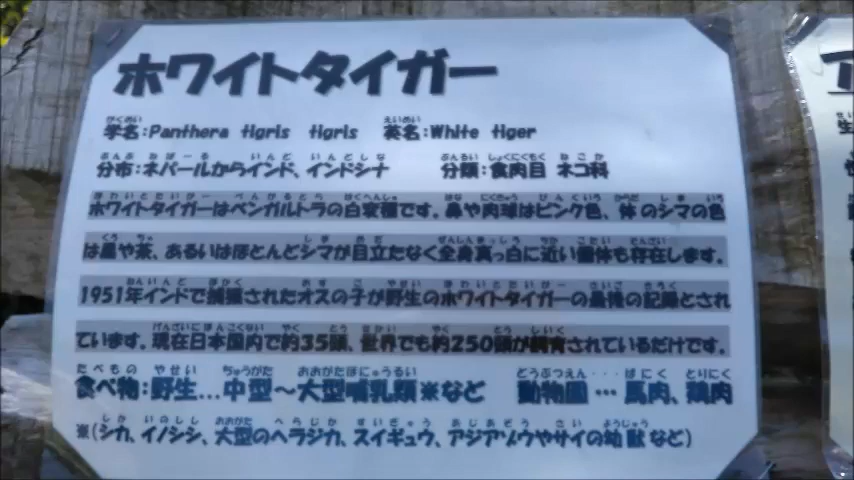 ホワイトタイガー
学名:Panthera tigris tigris 英名:White tiger
分布:ネパールからインド、インドシナ 分類:食肉目 ネコ科
ホワイトタイガーはベンガルトラの白変種です。鼻や肉球はピンク色、体のシマの色
は黒や茶、あるいはほとんどシマが目立たなく全身真っ白に近い個体も存在します。
1951年インドで捕獲されたオスの子が野生のホワイトタイガーの最後の記録とされ
ています。現在日本国内で約35頭、世界でも約250頭が飼育されているだけです。
食べ物:野生…中型～大型哺乳類※など 動物園…馬肉、鶏肉
※(シカ、イノシシ、大型のヘラジカ、スイギュウ、アジアゾウやサイの幼獣など)